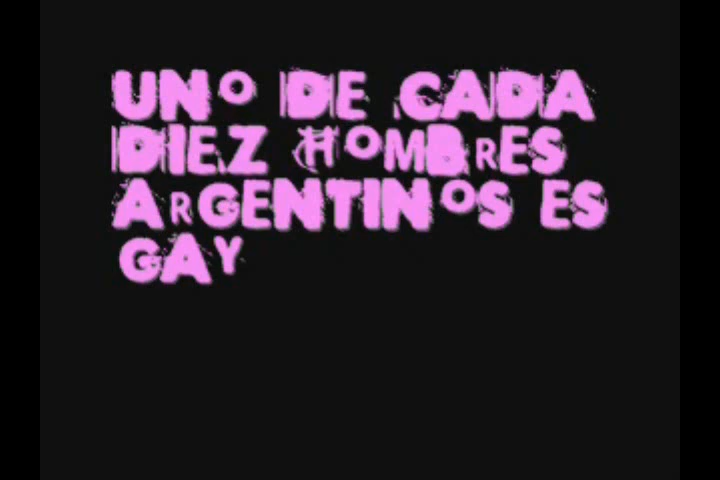 UNO DE CADA
DIEZ HOMBRES
ARGENTINOS ES
GAY